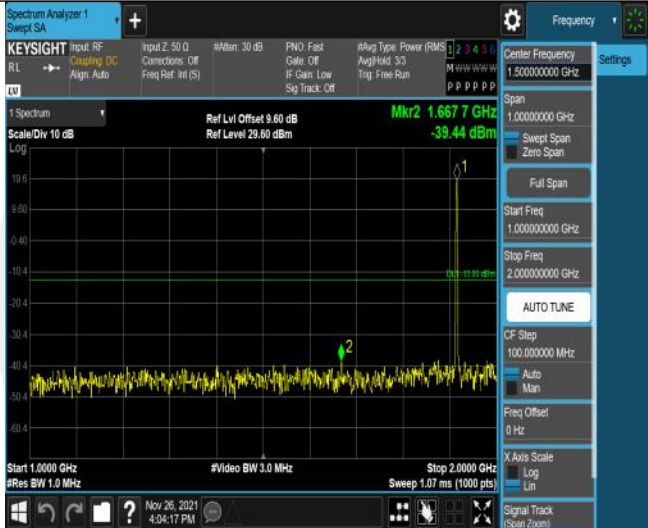 Spectrum Analyzer 1
Swept SA
+
Frequency
KEYSIGHT
RL
Input: RF
Coupling: DC
Align: Auto
Input Z: 50 Ω
Corrections: Off
Freq Ref: Int (S)
#Atten: 30 dB
PNO: Fast
Gate: Off
IF Gain: Low
Sig Track: Off
#Avg Type: Power (RMS
Avg|Hold: 3/3
Trig: Free Run
1 2 3 4 5 6
M W W W W W
P P P P P P
LV
1 Spectrum
Scale/Div 10 dB
Log
Ref Lvl Offset 9.60 dB
Ref Level 29.60 dBm
Mkr2 1.667 7 GHz
-39.44 dBm
19.6
9.60
-0.40
-10.4
-20.4
-30.4
-40.4
-50.4
-60.4
1
DL1 -13.00 dBm
2
Start 1.0000 GHz
#Res BW 1.0 MHz
#Video BW 3.0 MHz
Stop 2.0000 GHz
Sweep 1.07 ms (1000 pts)
Nov 26, 2021
4:04:17 PM
?
Center Frequency
1.500000000 GHz
Settings
Span
1.00000000 GHz
Swept Span
Zero Span
Full Span
Start Freq
1.000000000 GHz
Stop Freq
2.000000000 GHz
AUTO TUNE
CF Step
100.000000 MHz
Auto
Man
Freq Offset
0 Hz
X Axis Scale
Log
Lin
Signal Track
(Span Zoom)